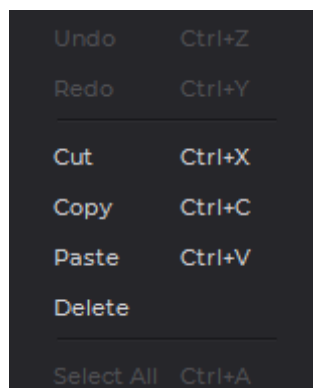 Undo Ctrl+Z
Redo Ctrl+Y
Cut Ctrl+X
Copy Ctrl+C
Paste Ctrl+V
Delete
Select All Ctrl+A